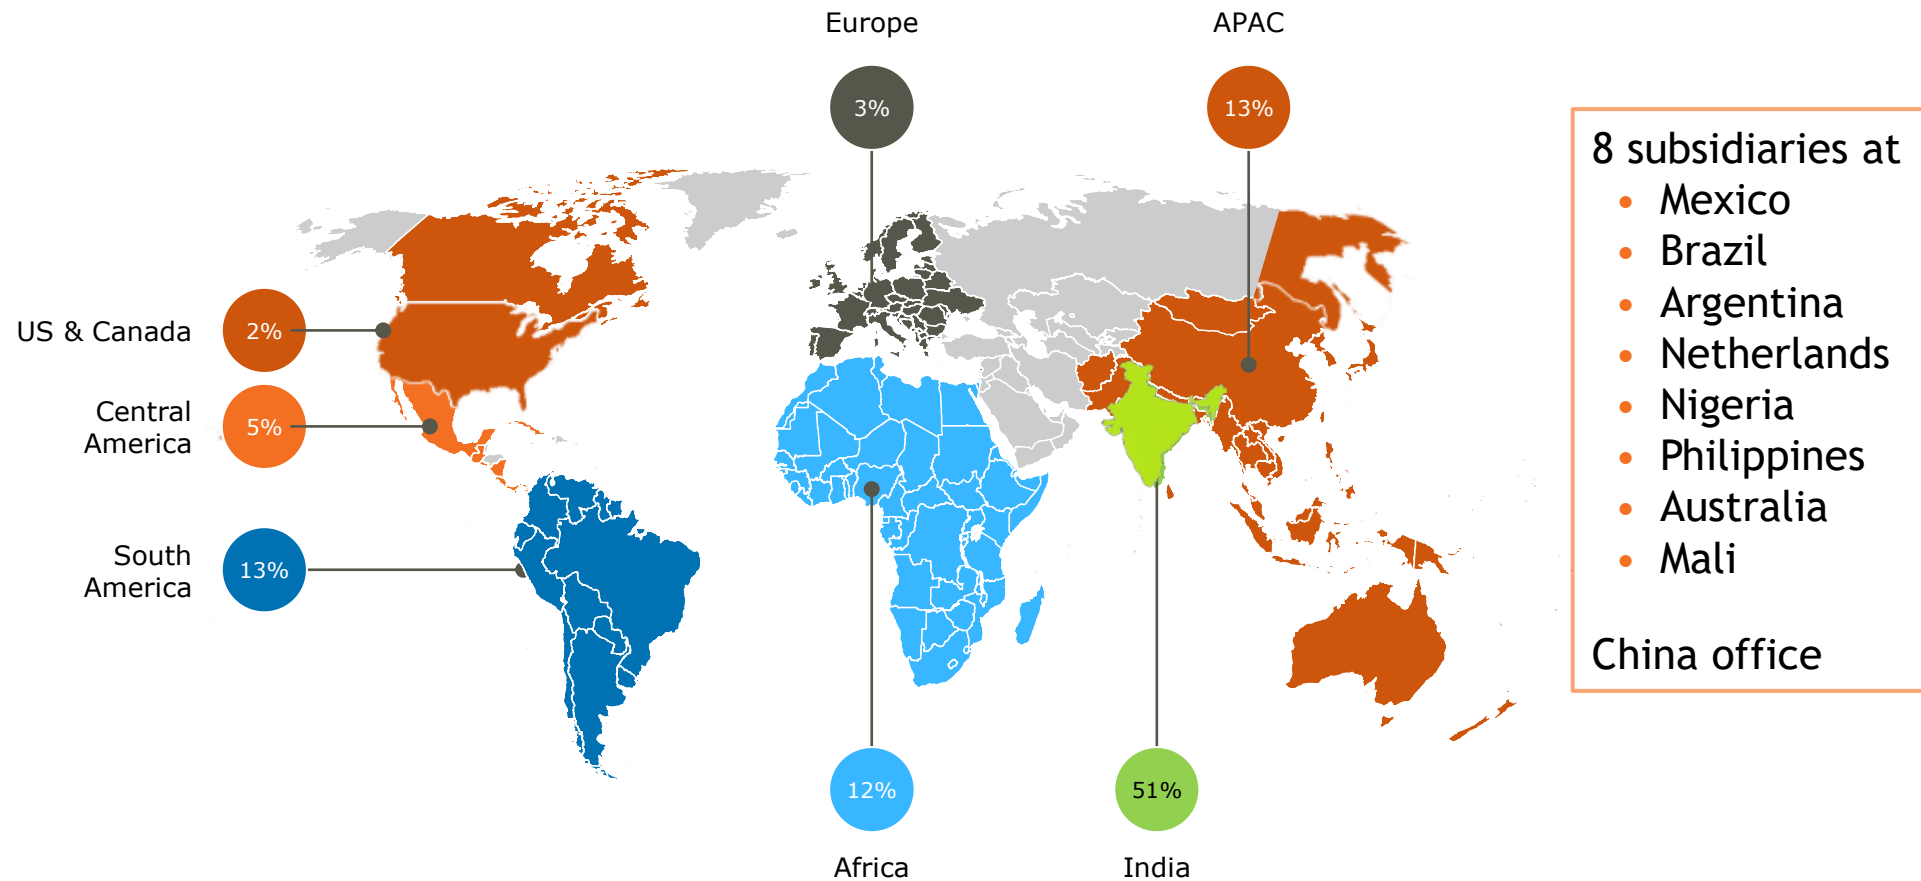 Europe
APAC
3%
13%
US & Canada
2%
Central
America
5%
South
America
13%
12%
51%
Africa
India
8 subsidiaries at
• Mexico
• Brazil
• Argentina
• Netherlands
• Nigeria
• Philippines
• Australia
• Mali
China office